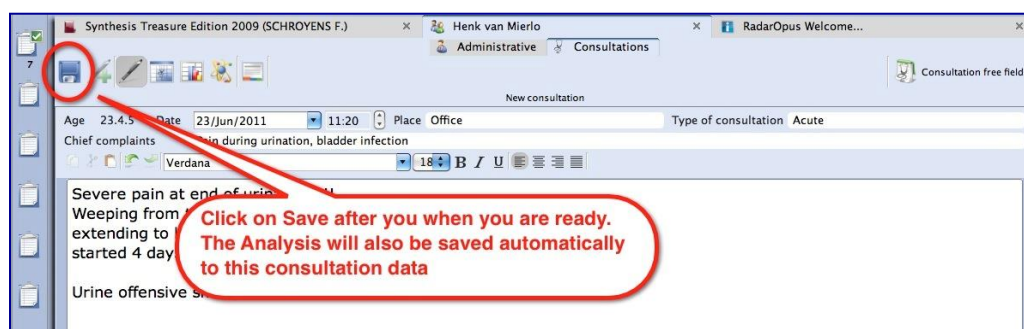 Synthesis Treasure Edition 2009 (SCHROYENS F.)
Henk van Mierlo
RadarOpus Welcome...
Administrative
Consultations
7
Consultation free field
New consultation
Age 23.4.5 Date 23/Jun/2011 11:20 Place Office Type of consultation Acute
Chief complaints Pain during urination, bladder infection
Verdana 18 B I U
Severe pain at end of
Weeping from
extending to
started 4 day
Urine offensive
Click on Save after you when you are ready.
The Analysis will also be saved automatically
to this consultation data